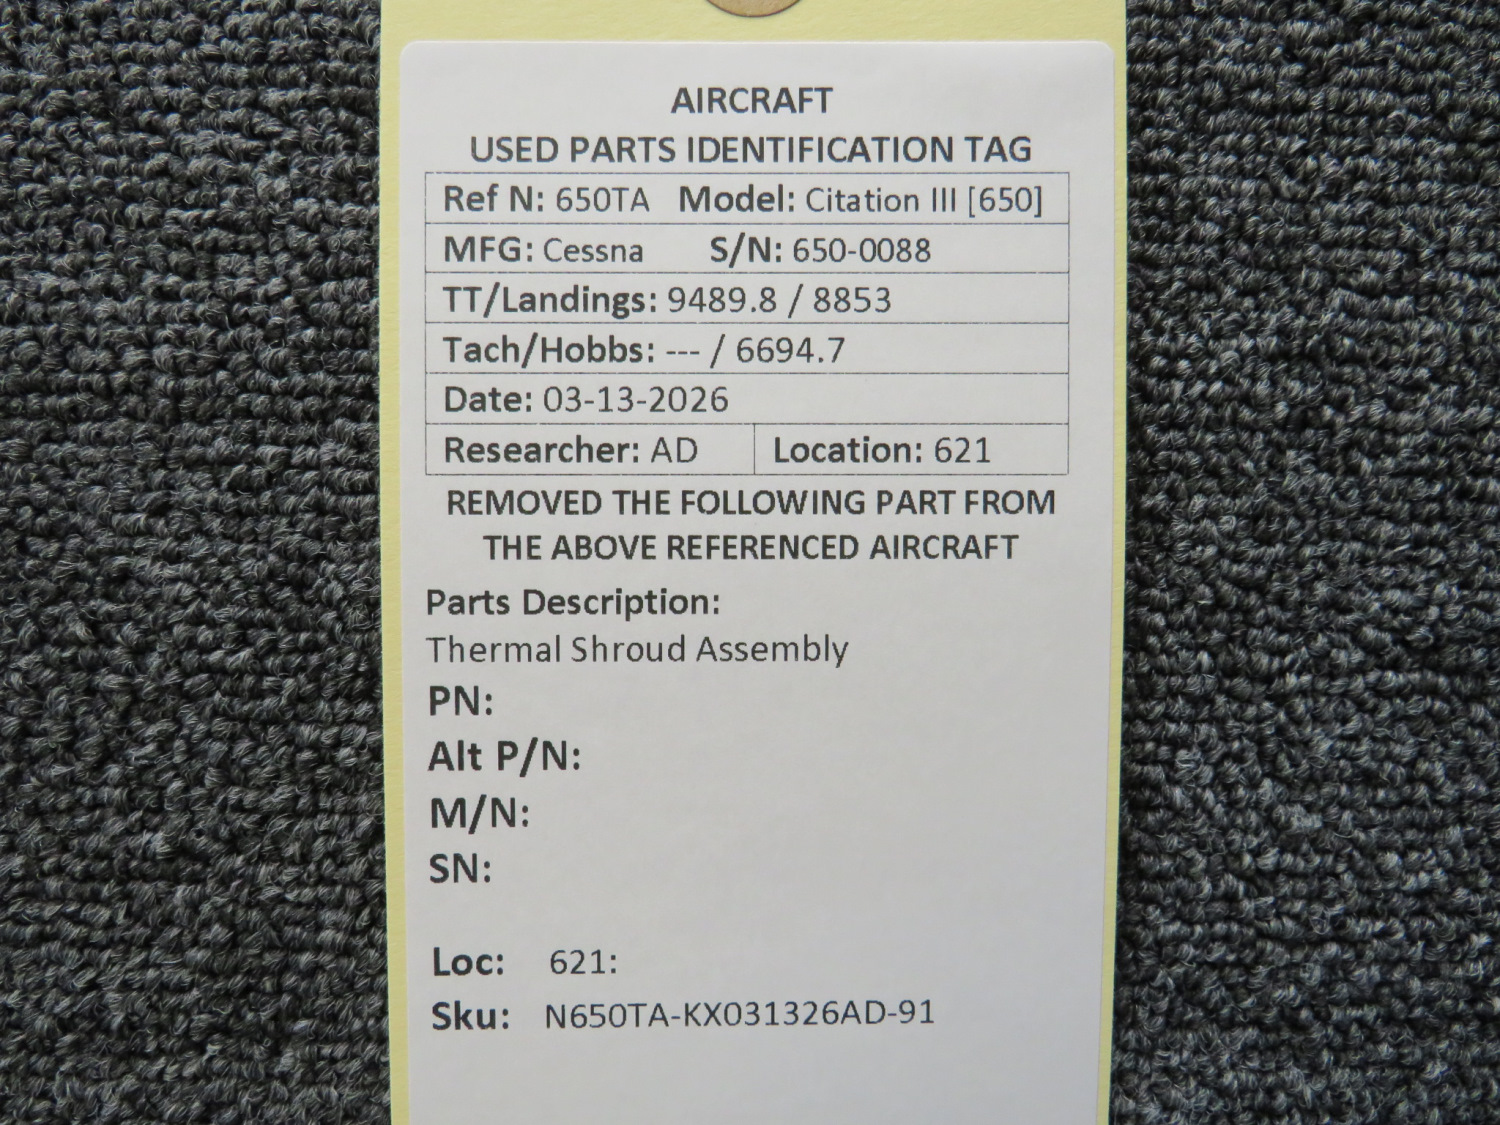 AIRCRAFT
USED PARTS IDENTIFICATION TAG
Ref N: 650TA Model: Citation III [650]
MFG: Cessna S/N: 650-0088
TT/Landings: 9489.8 / 8853
Tach/Hobbs: --- / 6694.7
Date: 03-13-2026
Researcher: AD Location: 621
REMOVED THE FOLLOWING PART FROM
THE ABOVE REFERENCED AIRCRAFT
Parts Description:
Thermal Shroud Assembly
PN:
Alt P/N:
M/N:
SN:
Loc: 621:
Sku: N650TA-KX031326AD-91